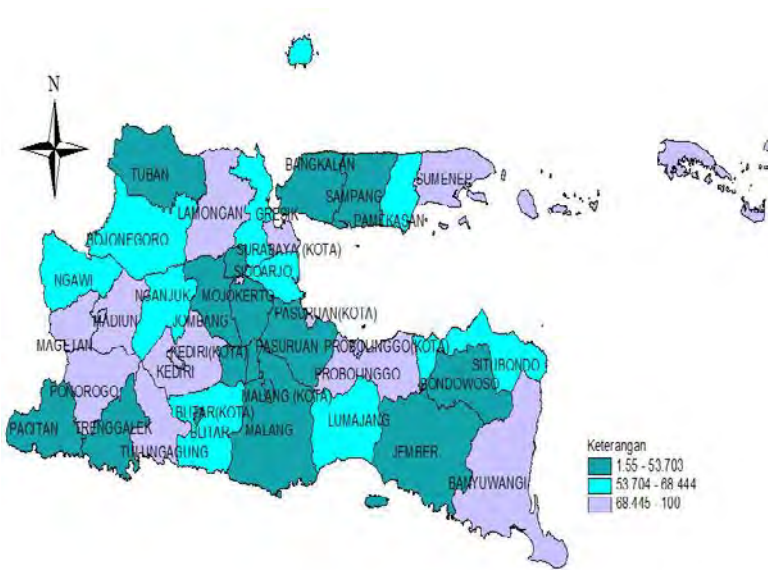 N
TUBAN
BANGKALAN
SAMPANG
SUMENEP
LAMONGAN
GRESIK
PAMEKASAN
BOJONEGORO
SURABAYA (KOTA)
SIDOARJO
NGAWI
NGANJUK
MOJOKERTO
MADIUN
JOMBANG
PASURUAN(KOTA)
MAGETAN
KEDIRI(KOTA)
PASURUAN
PROBOLINGGO(KOTA)
SITUBONDO
KEDIRI
PROBOLINGGO
BONDOWOSO
PONOROGO
MALANG (KOTA)
BLITAR(KOTA)
LUMAJANG
PACITAN
TRENGGALEK
BLITAR
MALANG
TULUNGAGUNG
JEMBER
BANYUWANGI
Keterangan
1.55 - 53.703
53.704 - 68.444
68.445 - 100